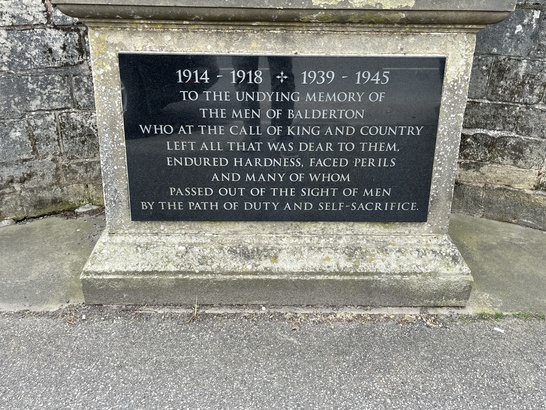 1914 - 1918 ✢ 1939 - 1945
TO THE UNDYING MEMORY OF
THE MEN OF BALDERTON
WHO AT THE CALL OF KING AND COUNTRY
LEFT ALL THAT WAS DEAR TO THEM,
ENDURED HARDNESS, FACED PERILS
AND MANY OF WHOM
PASSED OUT OF THE SIGHT OF MEN
BY THE PATH OF DUTY AND SELF-SACRIFICE.